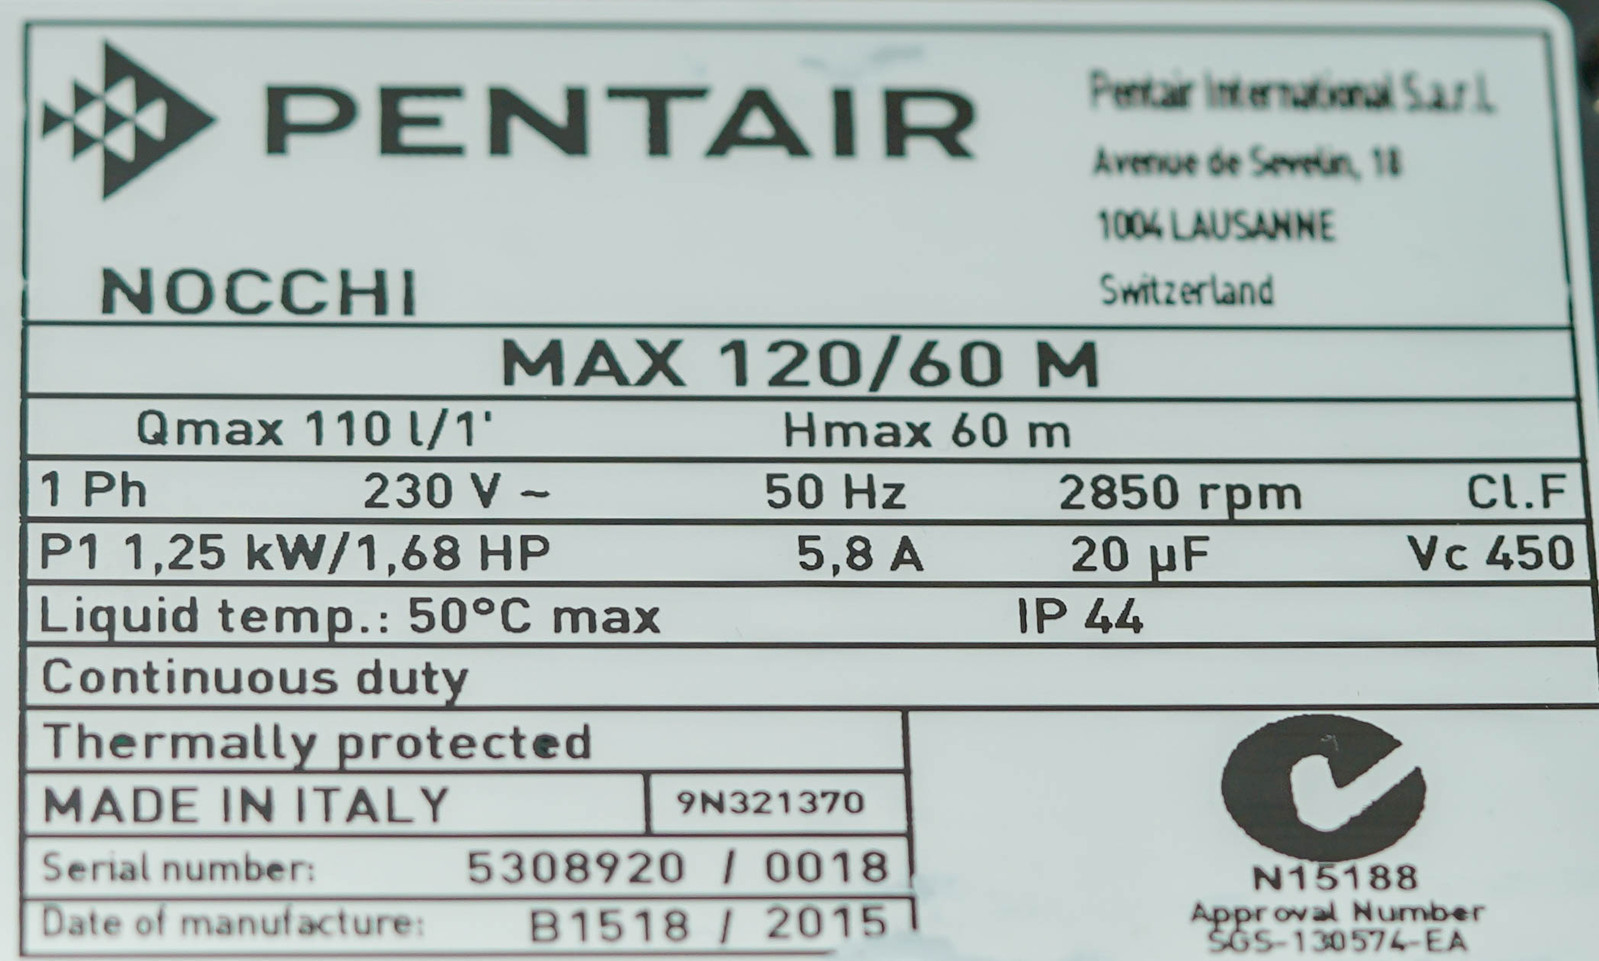 PENTAIR
Pentair International S.a.r.l.
Avenue de Sevelin, 18
1004 LAUSANNE
Switzerland
NOCCHI
MAX 120/60 M
Qmax 110 l/1' Hmax 60 m
1 Ph 230 V ~ 50 Hz 2850 rpm Cl.F
P1 1,25 kW/1,68 HP 5,8 A 20 µF Vc 450
Liquid temp.: 50°C max IP 44
Continuous duty
Thermally protected
MADE IN ITALY 9N321370
Serial number: 5308920 / 0018
Date of manufacture: B1518 / 2015
N15188
Approval Number
SGS-130574-EA